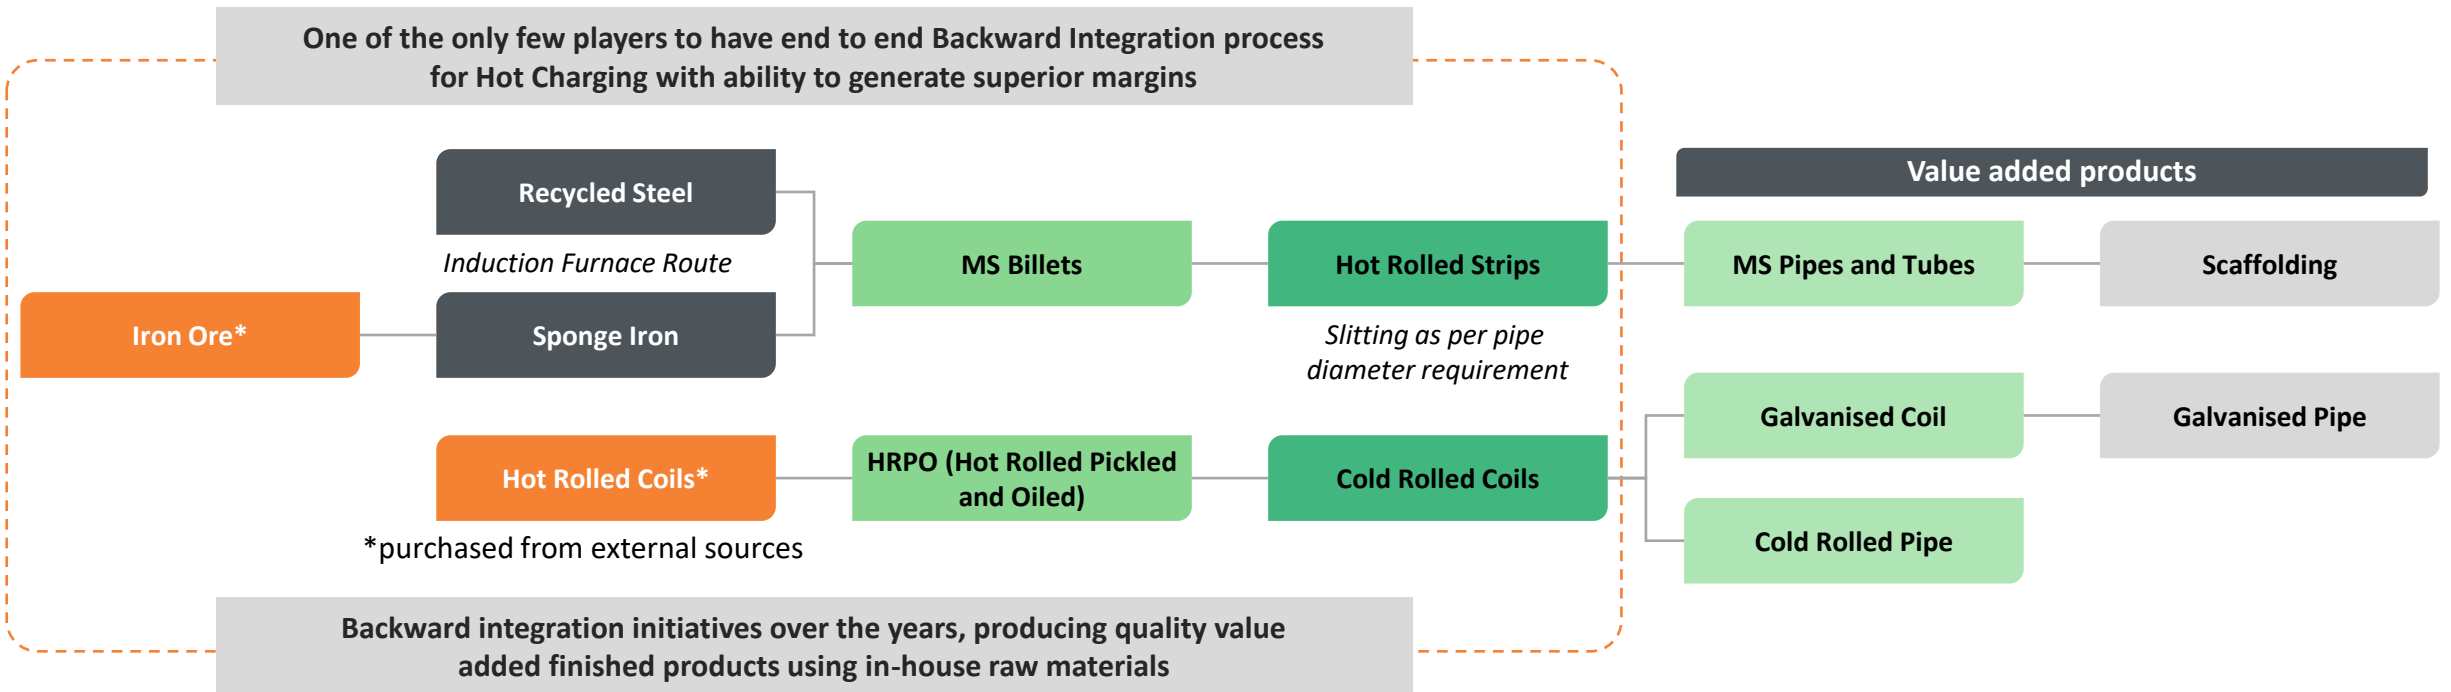 One of the only few players to have end to end Backward Integration process
for Hot Charging with ability to generate superior margins
Recycled Steel
Induction Furnace Route
Iron Ore*
Sponge Iron
MS Billets
Hot Rolled Strips
Slitting as per pipe
diameter requirement
Value added products
MS Pipes and Tubes
Scaffolding
Hot Rolled Coils*
*purchased from external sources
HRPO (Hot Rolled Pickled
and Oiled)
Cold Rolled Coils
Galvanised Coil
Galvanised Pipe
Cold Rolled Pipe
Backward integration initiatives over the years, producing quality value
added finished products using in-house raw materials